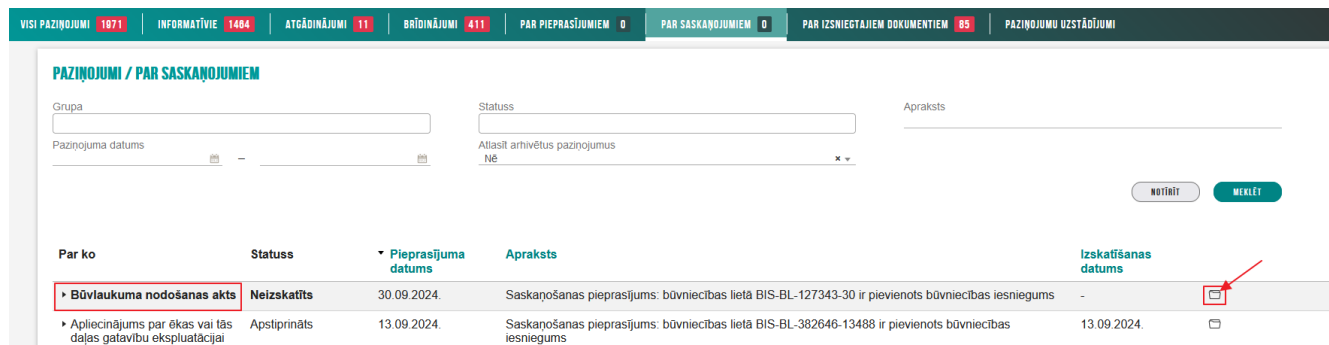 VISI PAZIŅOJUMI 1971 INFORMATĪVIE 1464 ATGĀDINĀJUMI 11 BRĪDINĀJUMI 411 PAR PIEPRASĪJUMIEM 0 PAR SASKAŅOJUMIEM 0 PAR IZSNIEGTAJIEM DOKUMENTIEM 85 PAZIŅOJUMU UZSTĀDĪJUMI
PAZIŅOJUMI / PAR SASKAŅOJUMIEM
Grupa Statuss Apraksts
Paziņojuma datums Atlasīt arhivētus paziņojumus
– Nē
NOTĪRĪT MEKLĒT
Par ko Statuss Pieprasījuma datums Apraksts Izskatīšanas datums
Būvlaukuma nodošanas akts Neizskatīts 30.09.2024. Saskaņošanas pieprasījums: būvniecības lietā BIS-BL-127343-30 ir pievienots būvniecības iesniegums -
Apliecinājums par ēkas vai tās daļas gatavību ekspluatācijai Apstiprināts 13.09.2024. Saskaņošanas pieprasījums: būvniecības lietā BIS-BL-382646-13488 ir pievienots būvniecības iesniegums 13.09.2024.